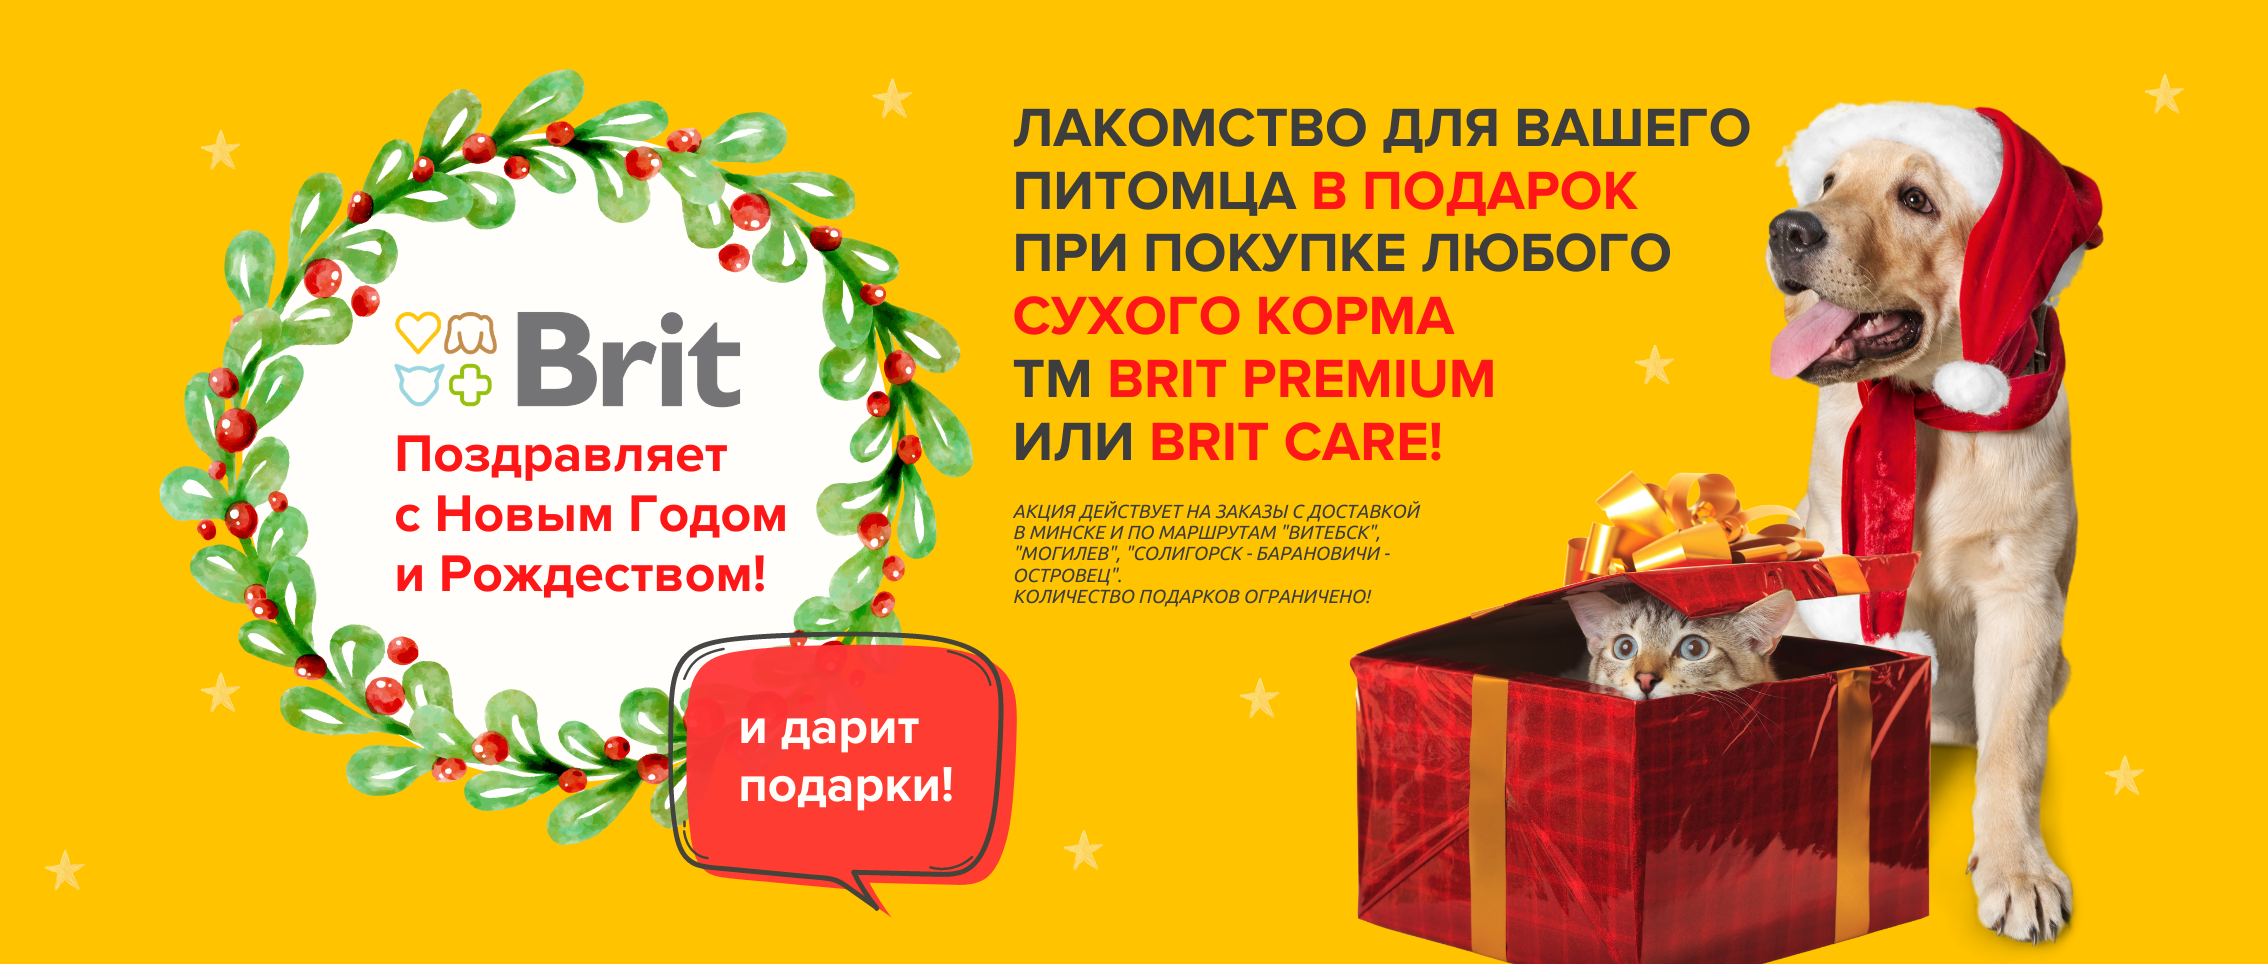 Brit
Поздравляет
с Новым Годом
и Рождеством!
и дарит
подарки!
ЛАКОМСТВО ДЛЯ ВАШЕГО
ПИТОМЦА В ПОДАРОК
ПРИ ПОКУПКЕ ЛЮБОГО
СУХОГО КОРМА
ТМ BRIT PREMIUM
ИЛИ BRIT CARE!
АКЦИЯ ДЕЙСТВУЕТ НА ЗАКАЗЫ С ДОСТАВКОЙ
В МИНСКЕ И ПО МАРШРУТАМ "ВИТЕБСК",
"МОГИЛЕВ", "СОЛИГОРСК - БАРАНОВИЧИ -
ОСТРОВЕЦ".
КОЛИЧЕСТВО ПОДАРКОВ ОГРАНИЧЕНО!